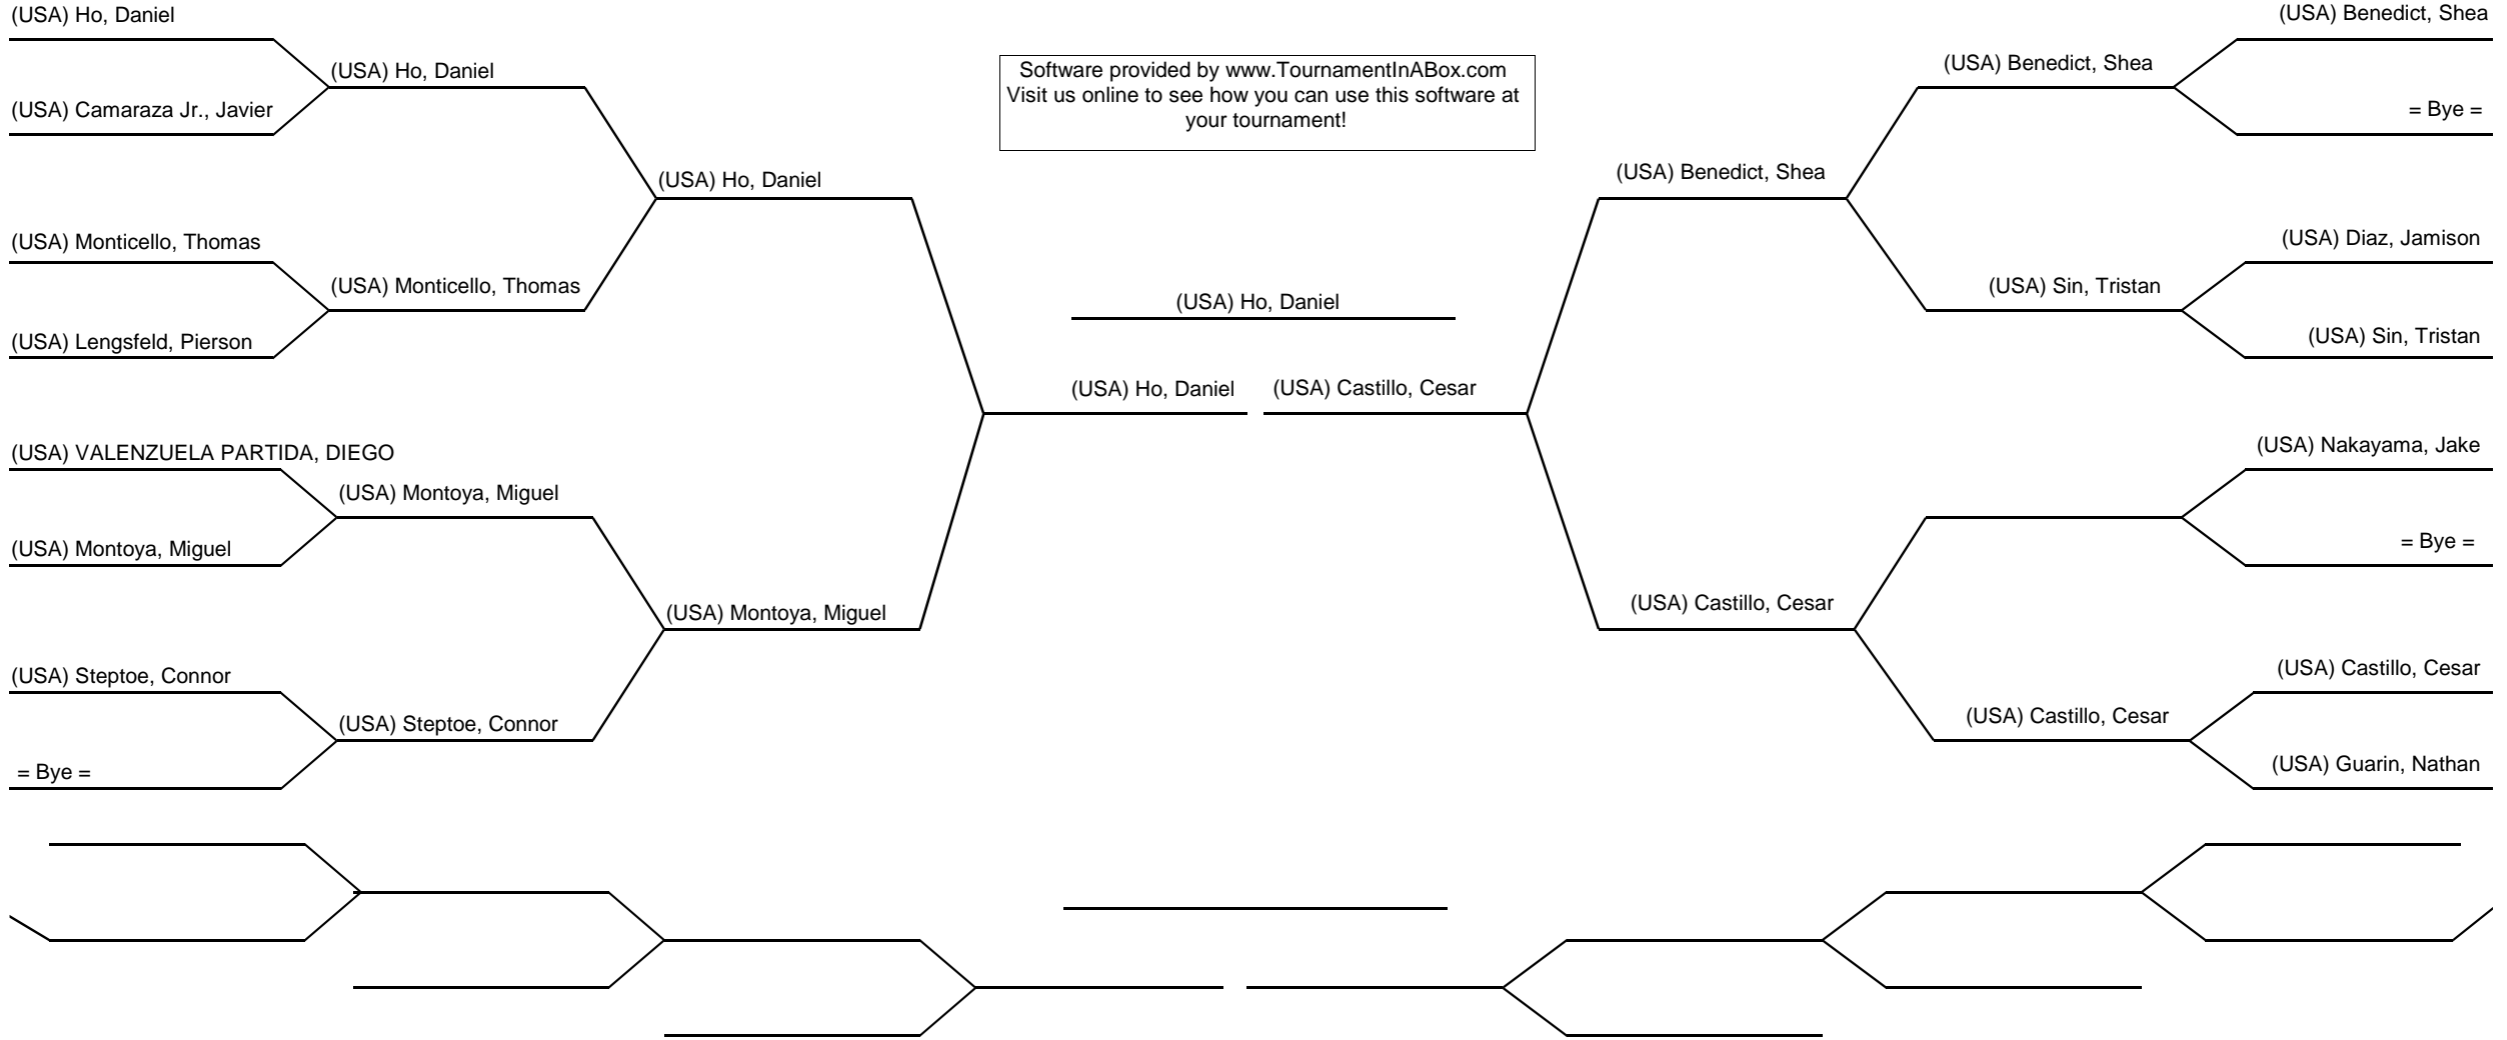 (USA) Ho, Daniel
(USA) Camaraza Jr., Javier
(USA) Monticello, Thomas
(USA) Lengsfeld, Pierson
(USA) VALENZUELA PARTIDA, DIEGO
(USA) Montoya, Miguel
(USA) Steptoe, Connor
= Bye =
(USA) Ho, Daniel
(USA) Monticello, Thomas
(USA) Montoya, Miguel
(USA) Steptoe, Connor
(USA) Ho, Daniel
(USA) Montoya, Miguel
Software provided by www.TournamentInABox.com
Visit us online to see how you can use this software at
your tournament!
(USA) Ho, Daniel
(USA) Ho, Daniel
(USA) Castillo, Cesar
(USA) Benedict, Shea
(USA) Castillo, Cesar
(USA) Benedict, Shea
(USA) Sin, Tristan
(USA) Castillo, Cesar
(USA) Benedict, Shea
= Bye =
(USA) Diaz, Jamison
(USA) Sin, Tristan
(USA) Nakayama, Jake
= Bye =
(USA) Castillo, Cesar
(USA) Guarin, Nathan